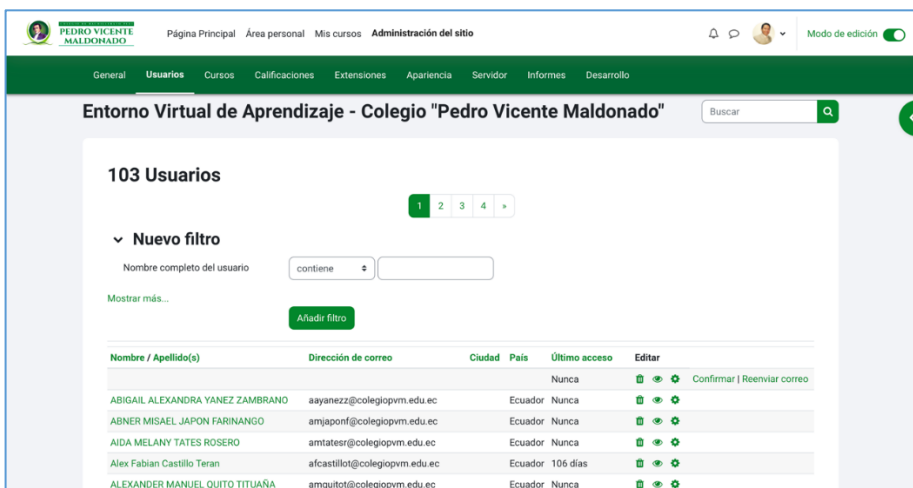 PEDRO VICENTE
MALDONADO
Página Principal Área personal Mis cursos Administración del sitio
Modo de edición
General Usuarios Cursos Calificaciones Extensiones Apariencia Servidor Informes Desarrollo
Entorno Virtual de Aprendizaje - Colegio "Pedro Vicente Maldonado"
Buscar
103 Usuarios
1 2 3 4 »
Nuevo filtro
Nombre completo del usuario contiene
Mostrar más...
Añadir filtro
Nombre / Apellido(s) Dirección de correo Ciudad País Último acceso Editar
Nunca Confirmar | Reenviar correo
ABIGAIL ALEXANDRA YANEZ ZAMBRANO aayanezz@colegiopvm.edu.ec Ecuador Nunca
ABNER MISAEL JAPON FARINANGO amjaponf@colegiopvm.edu.ec Ecuador Nunca
AIDA MELANY TATES ROSERO amtatesr@colegiopvm.edu.ec Ecuador Nunca
Alex Fabian Castillo Teran afcastillot@colegiopvm.edu.ec Ecuador 106 días
ALEXANDER MANUEL QUITO TITUAÑA amquitot@colegiopvm.edu.ec Ecuador Nunca